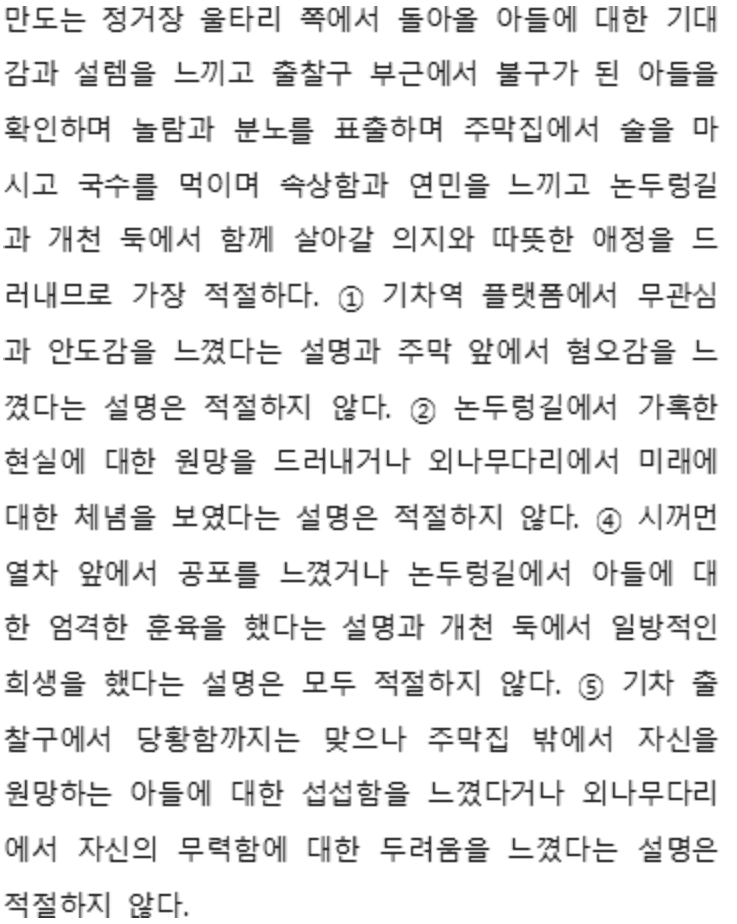 만도는 정거장 울타리 쪽에서 돌아올 아들에 대한 기대
감과 설렘을 느끼고 출찰구 부근에서 불구가 된 아들을
확인하며 놀람과 분노를 표출하며 주막집에서 술을 마
시고 국수를 먹이며 속상함과 연민을 느끼고 논두렁길
과 개천 둑에서 함께 살아갈 의지와 따뜻한 애정을 드
러내므로 가장 적절하다. ① 기차역 플랫폼에서 무관심
과 안도감을 느꼈다는 설명과 주막 앞에서 혐오감을 느
꼈다는 설명은 적절하지 않다. ② 논두렁길에서 가혹한
현실에 대한 원망을 드러내거나 외나무다리에서 미래에
대한 체념을 보였다는 설명은 적절하지 않다. ④ 시꺼먼
열차 앞에서 공포를 느꼈거나 논두렁길에서 아들에 대
한 엄격한 훈육을 했다는 설명과 개천 둑에서 일방적인
희생을 했다는 설명은 모두 적절하지 않다. ⑤ 기차 출
찰구에서 당황함까지는 맞으나 주막집 밖에서 자신을
원망하는 아들에 대한 섭섭함을 느꼈다거나 외나무다리
에서 자신의 무력함에 대한 두려움을 느꼈다는 설명은
적절하지 않다.